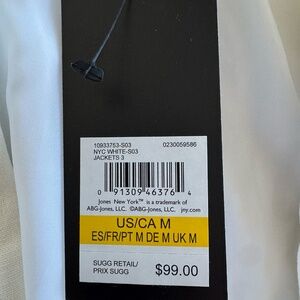 10933753-S03 0230059586
NYC WHITE-S03
JACKETS 3
0 91309 46376 4
Jones New York™ is a trademark of
ABG-Jones, LLC. ©ABG-Jones, LLC. jny.com
US/CA M
ES/FR/PT M DE M UK M
SUGG RETAIL/
PRIX SUGG $99.00